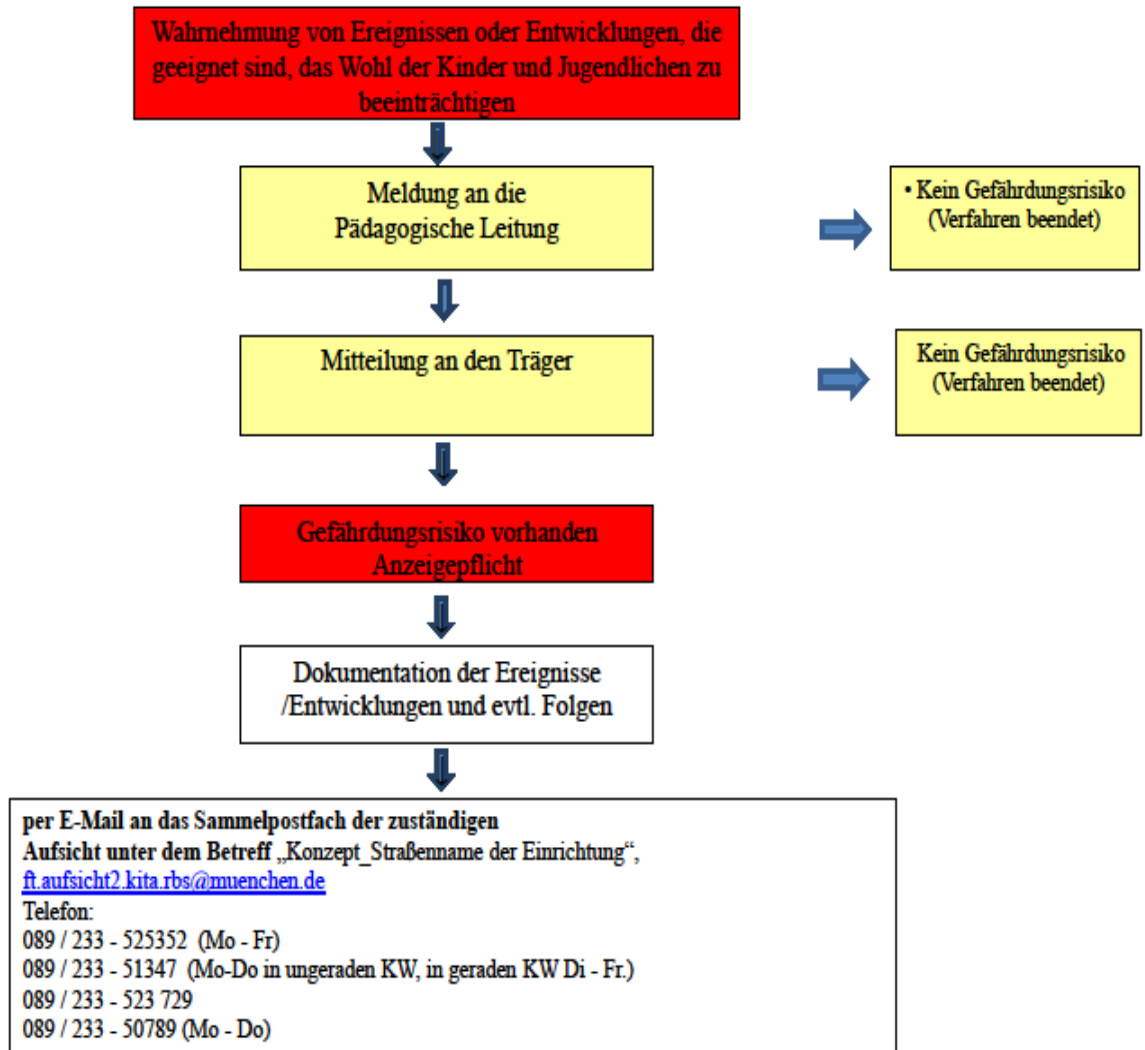 Wahrnehmung von Ereignissen oder Entwicklungen, die
geeignet sind, das Wohl der Kinder und Jugendlichen zu
beeinträchtigen
Meldung an die
Pädagogische Leitung
• Kein Gefährdungsrisiko
(Verfahren beendet)
Mitteilung an den Träger
Kein Gefährdungsrisiko
(Verfahren beendet)
Gefährdungsrisiko vorhanden
Anzeigepflicht
Dokumentation der Ereignisse
/Entwicklungen und evtl. Folgen
per E-Mail an das Sammelpostfach der zuständigen
Aufsicht unter dem Betreff „Konzept_Straßenname der Einrichtung“,
ft.aufsicht2.kita.rbs@muenchen.de
Telefon:
089 / 233 - 525352 (Mo - Fr)
089 / 233 - 51347 (Mo-Do in ungeraden KW, in geraden KW Di - Fr.)
089 / 233 - 523 729
089 / 233 - 50789 (Mo - Do)